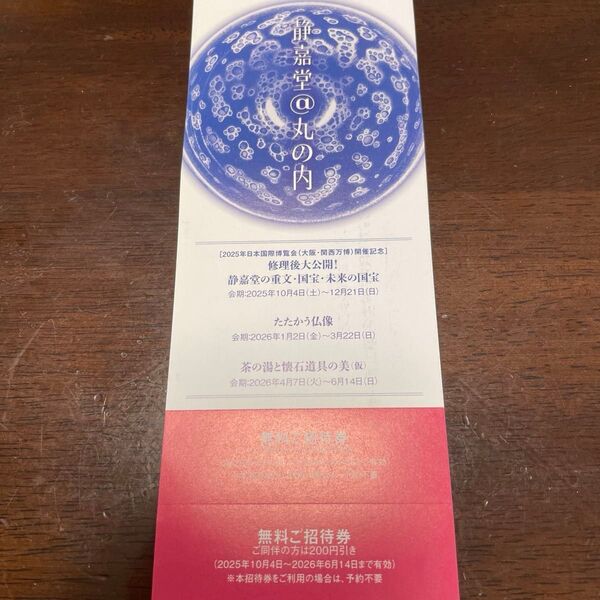 静嘉堂@丸の内
[2025年日本国際博覧会(大阪・関西万博)開催記念]
修理後大公開!
静嘉堂の重文・国宝・未来の国宝
会期:2025年10月4日(土)~12月21日(日)
たたかう仏像
会期:2026年1月2日(金)~3月22日(日)
茶の湯と懐石道具の美(仮)
会期:2026年4月7日(火)~6月14日(日)
無料ご招待券
無料ご招待券
ご同伴の方は200円引き
(2025年10月4日~2026年6月14日まで有効)
※本招待券をご利用の場合は、予約不要